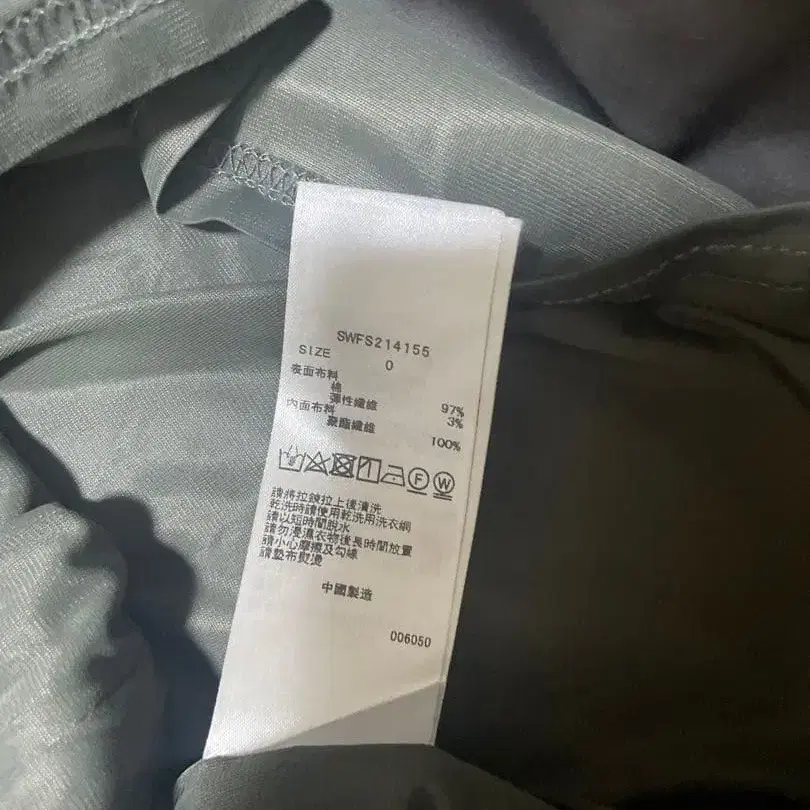 SWFS214155
SIZE 0
表面布料
棉 97%
彈性纖維 3%
內面布料
聚酯纖維 100%
F W
請將拉鍊拉上後清洗
乾洗時請使用乾洗用洗衣網
請以短時間脫水
請勿浸濕衣物後長時間放置
請小心摩擦及勾線
請墊布熨燙
中國製造
006050